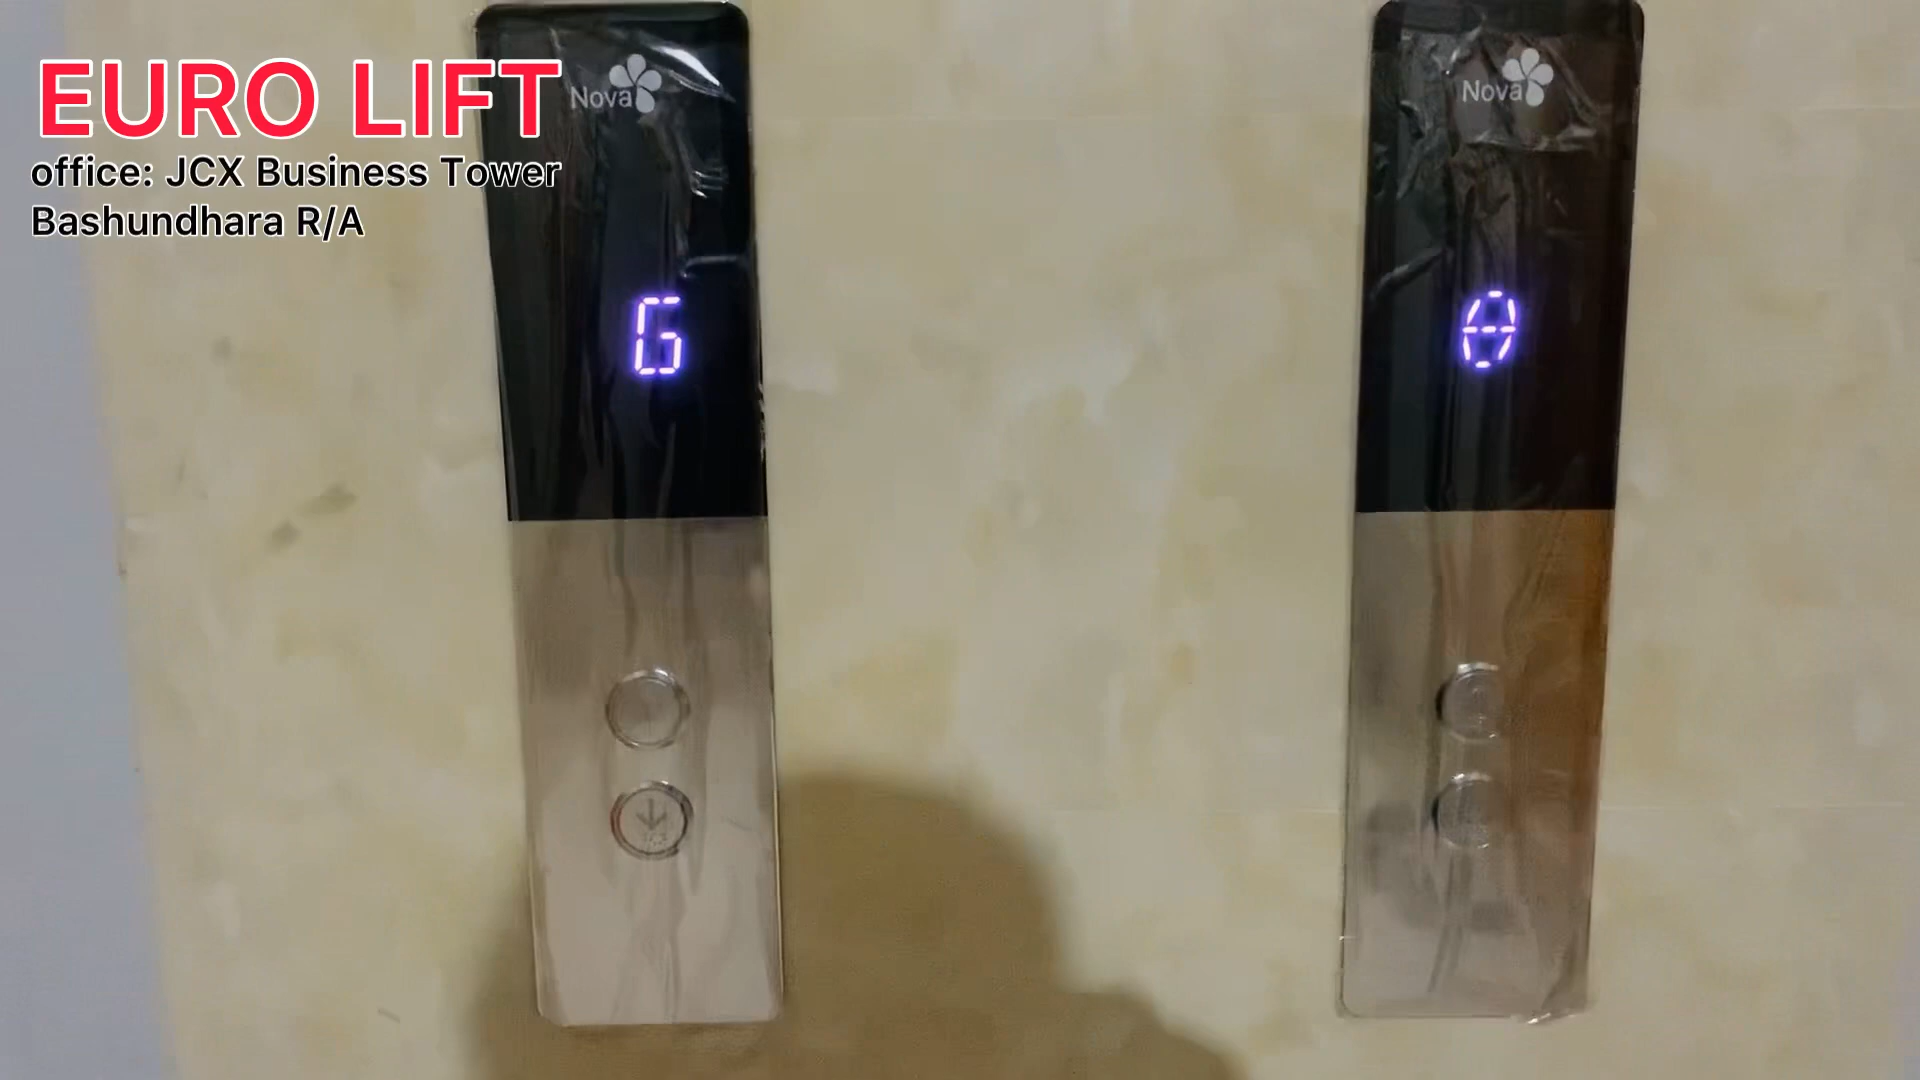 EURO LIFT
office: JCX Business Tower
Bashundhara R/A
Nova
Nova
G